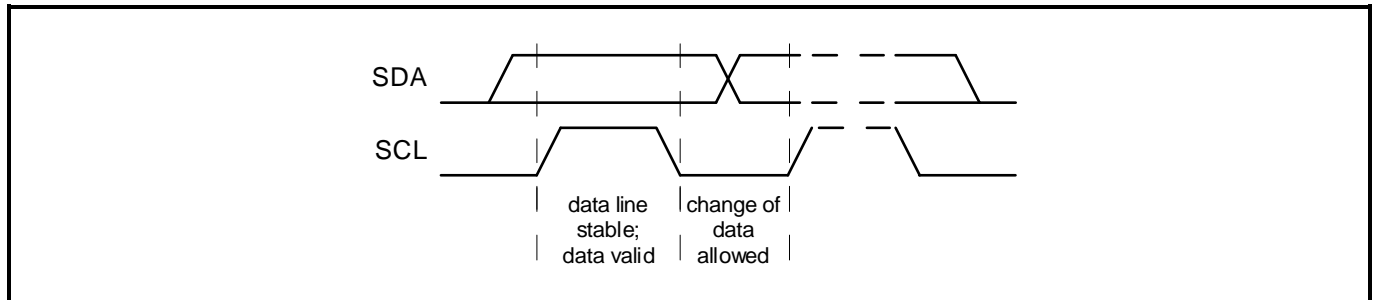 SDA
SCL
data line
stable;
data valid
change of
data
allowed